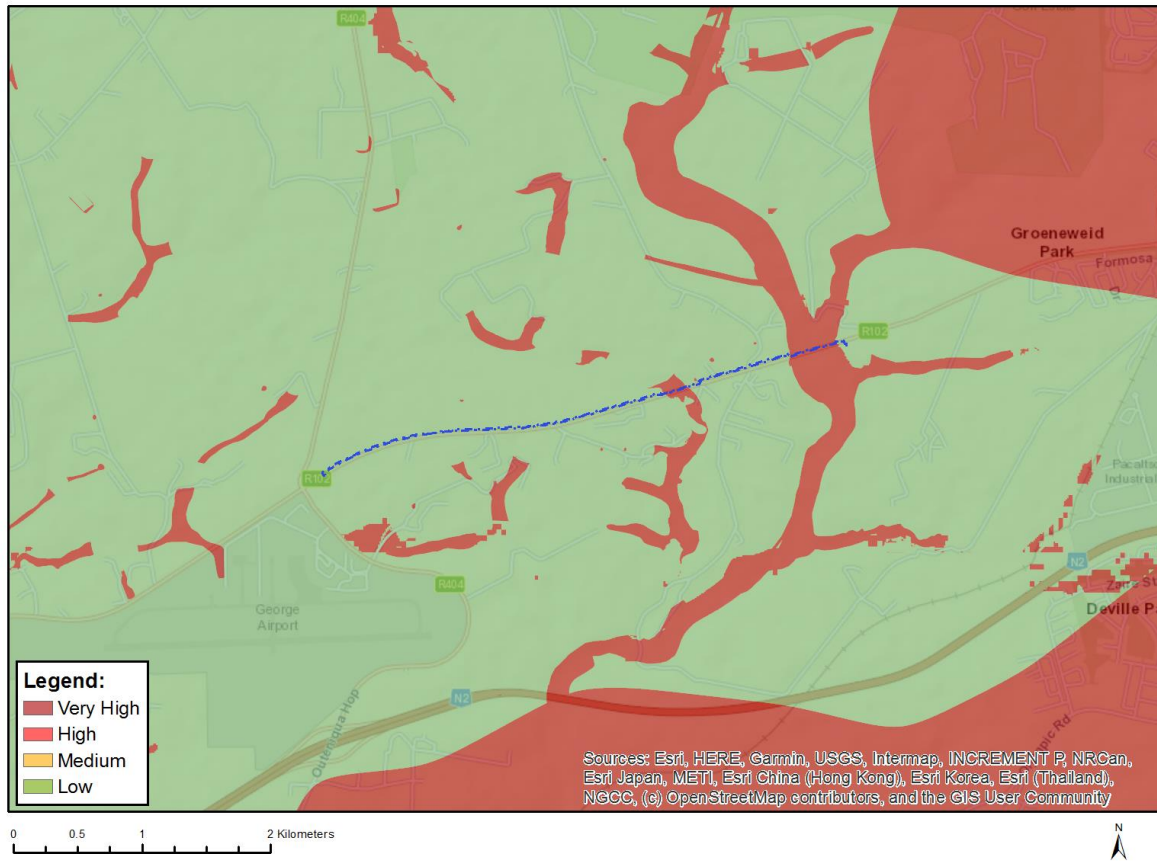 R404
Groeneweid
Park
Formosa
Dr
R102
R102
N2
George
Airport
R404
N2
Outeniqua Hop
Deville Pa
Legend:
Very High
High
Medium
Low
Sources: Esri, HERE, Garmin, USGS, Intermap, INCREMENT P, NRCan,
Esri Japan, METI, Esri China (Hong Kong), Esri Korea, Esri (Thailand),
NGCC, (c) OpenStreetMap contributors, and the GIS User Community
0 0.5 1 2 Kilometers
N